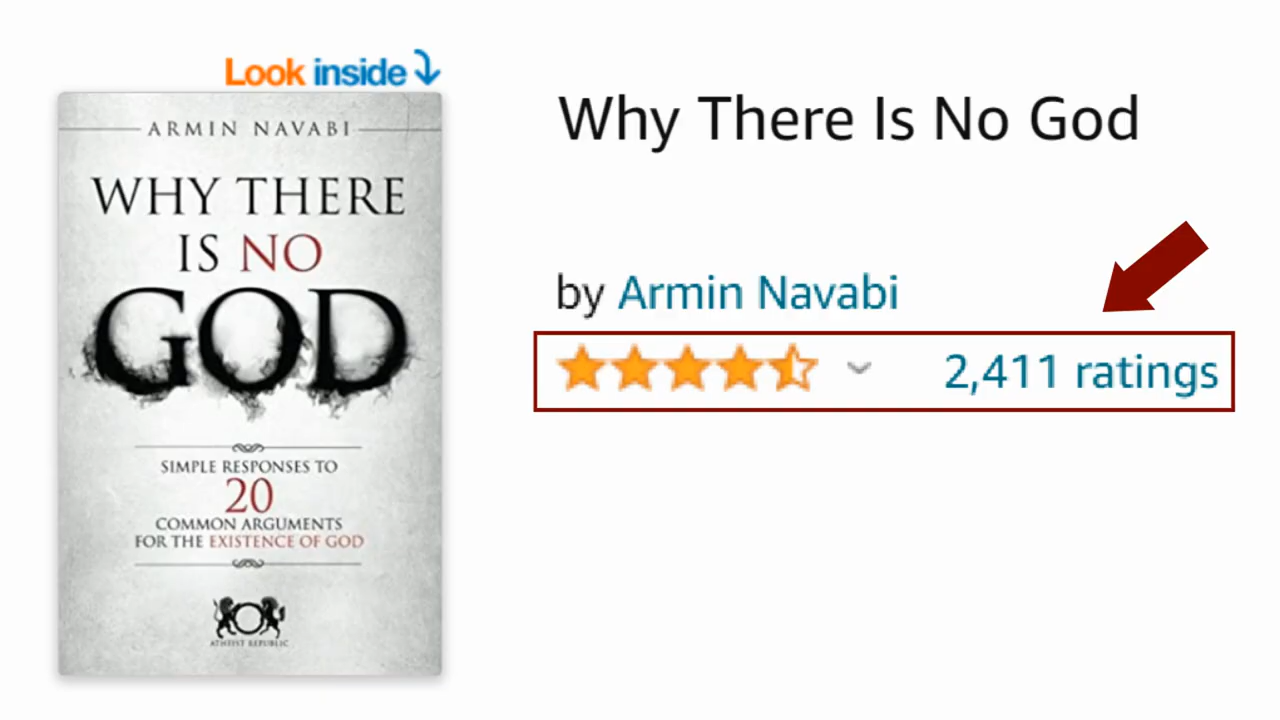 Look inside
ARMIN NAVABI
WHY THERE
IS NO
GOD
SIMPLE RESPONSES TO
20
COMMON ARGUMENTS
FOR THE EXISTENCE OF GOD
ATHEIST REPUBLIC
Why There Is No God
by Armin Navabi
2,411 ratings